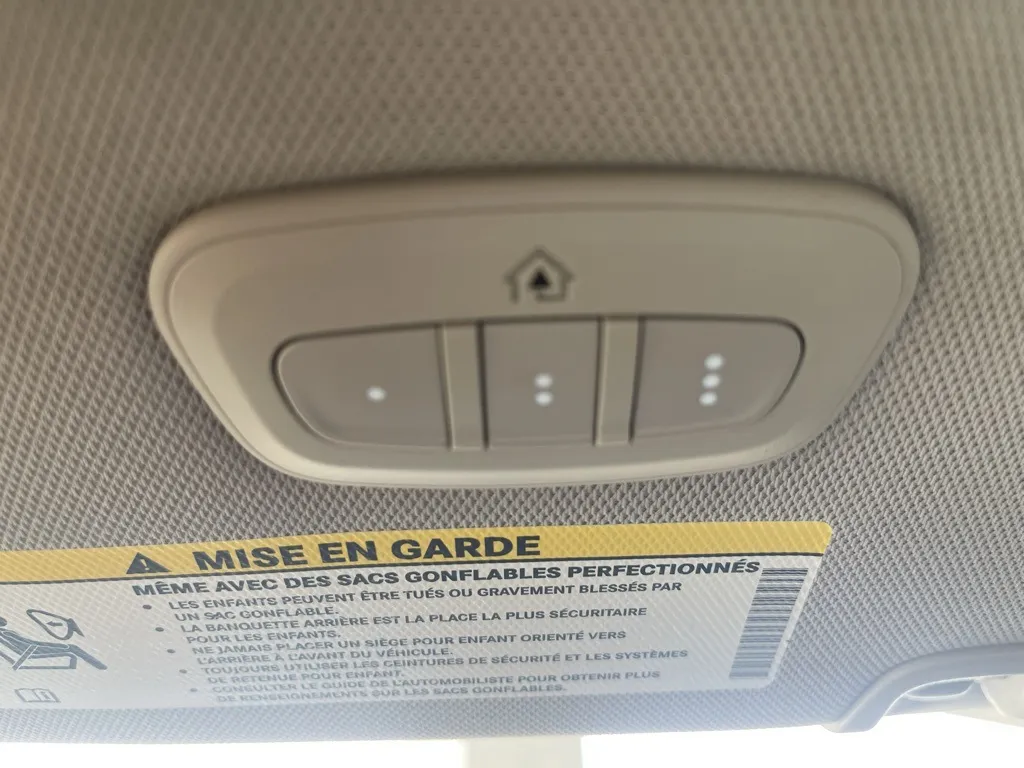 MISE EN GARDE
MÊME AVEC DES SACS GONFLABLES PERFECTIONNÉS
• LES ENFANTS PEUVENT ÊTRE TUÉS OU GRAVEMENT BLESSÉS PAR
UN SAC GONFLABLE.
• LA BANQUETTE ARRIÈRE EST LA PLACE LA PLUS SÉCURITAIRE
POUR LES ENFANTS.
• NE JAMAIS PLACER UN SIÈGE POUR ENFANT ORIENTÉ VERS
L'ARRIÈRE À L'AVANT DU VÉHICULE.
• TOUJOURS UTILISER LES CEINTURES DE SÉCURITÉ ET LES SYSTÈMES
DE RETENUE POUR ENFANT.
• CONSULTER LE GUIDE DE L'AUTOMOBILISTE POUR OBTENIR PLUS
DE RENSEIGNEMENTS SUR LES SACS GONFLABLES.